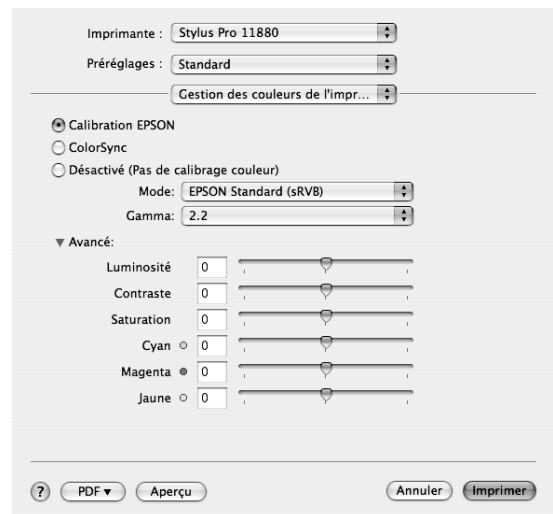 Imprimante : Stylus Pro 11880
Préréglages : Standard
Gestion des couleurs de l'impr...
Calibration EPSON
ColorSync
Désactivé (Pas de calibrage couleur)
Mode: EPSON Standard (sRVB)
Gamma: 2.2
Avancé:
Luminosité 0
Contraste 0
Saturation 0
Cyan 0
Magenta 0
Jaune 0
? PDF Aperçu Annuler Imprimer